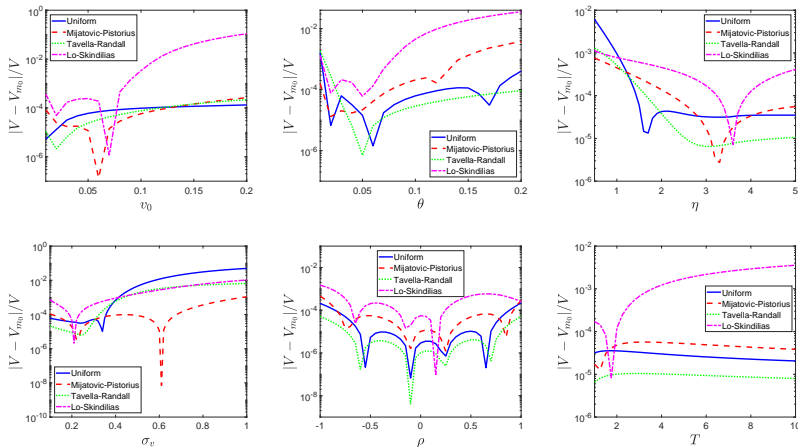 10^0
10^-2
10^-4
10^-6
|V − V_{m_0}|/V
0.05
0.1
0.15
0.2
v_0
Uniform
Mijatovic-Pistorius
Tavella-Randall
Lo-Skindilias
10^-2
10^-4
10^-6
|V − V_{m_0}|/V
0.05
0.1
0.15
0.2
θ
Uniform
Mijatovic-Pistorius
Tavella-Randall
Lo-Skindilias
10^-2
10^-3
10^-4
10^-5
10^-6
|V − V_{m_0}|/V
1
2
3
4
5
η
Uniform
Mijatovic-Pistorius
Tavella-Randall
Lo-Skindilias
10^0
10^-2
10^-4
10^-6
10^-8
10^-10
|V − V_{m_0}|/V
0.2
0.4
0.6
0.8
1
σ_v
Uniform
Mijatovic-Pistorius
Tavella-Randall
Lo-Skindilias
10^0
10^-2
10^-4
10^-6
10^-8
|V − V_{m_0}|/V
-1
-0.5
0
0.5
1
ρ
Uniform
Mijatovic-Pistorius
Tavella-Randall
Lo-Skindilias
10^-2
10^-3
10^-4
10^-5
10^-6
|V − V_{m_0}|/V
2
4
6
8
10
T
Uniform
Mijatovic-Pistorius
Tavella-Randall
Lo-Skindilias